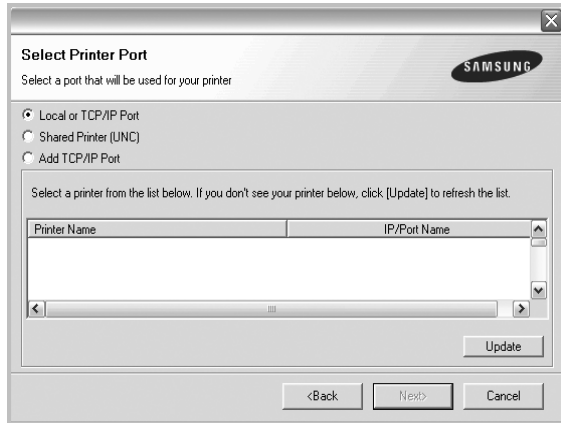 Select Printer Port
Select a port that will be used for your printer
SAMSUNG
Local or TCP/IP Port
Shared Printer (UNC)
Add TCP/IP Port
Select a printer from the list below. If you don't see your printer below, click [Update] to refresh the list.
Printer Name IP/Port Name
Update
<Back Next> Cancel